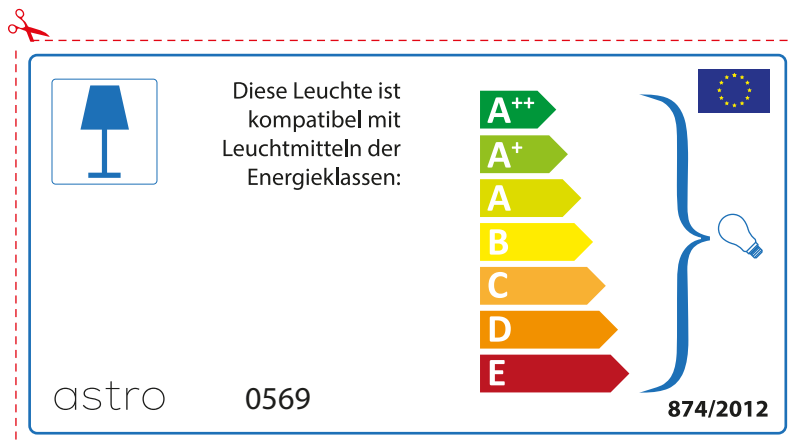 Diese Leuchte ist
kompatibel mit
Leuchtmitteln der
Energieklassen:
A++
A+
A
B
C
D
E
astro
0569
874/2012